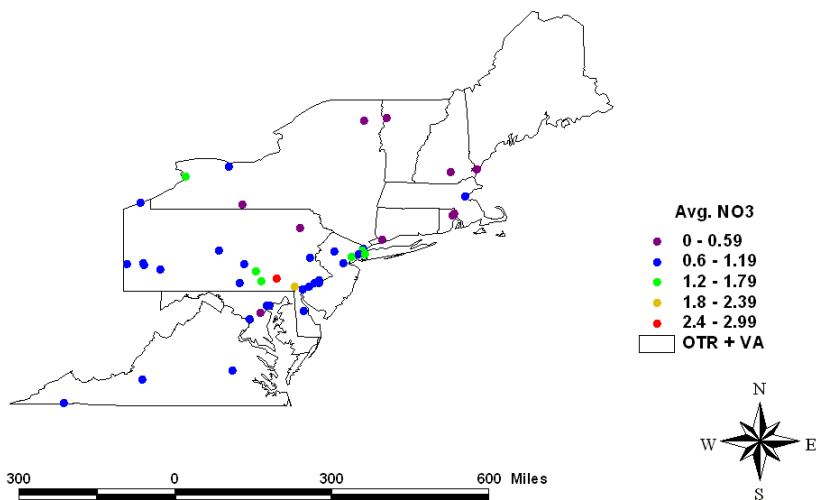 Avg. NO3
0 - 0.59
0.6 - 1.19
1.2 - 1.79
1.8 - 2.39
2.4 - 2.99
OTR + VA
N
W E
S
300 0 300 600 Miles